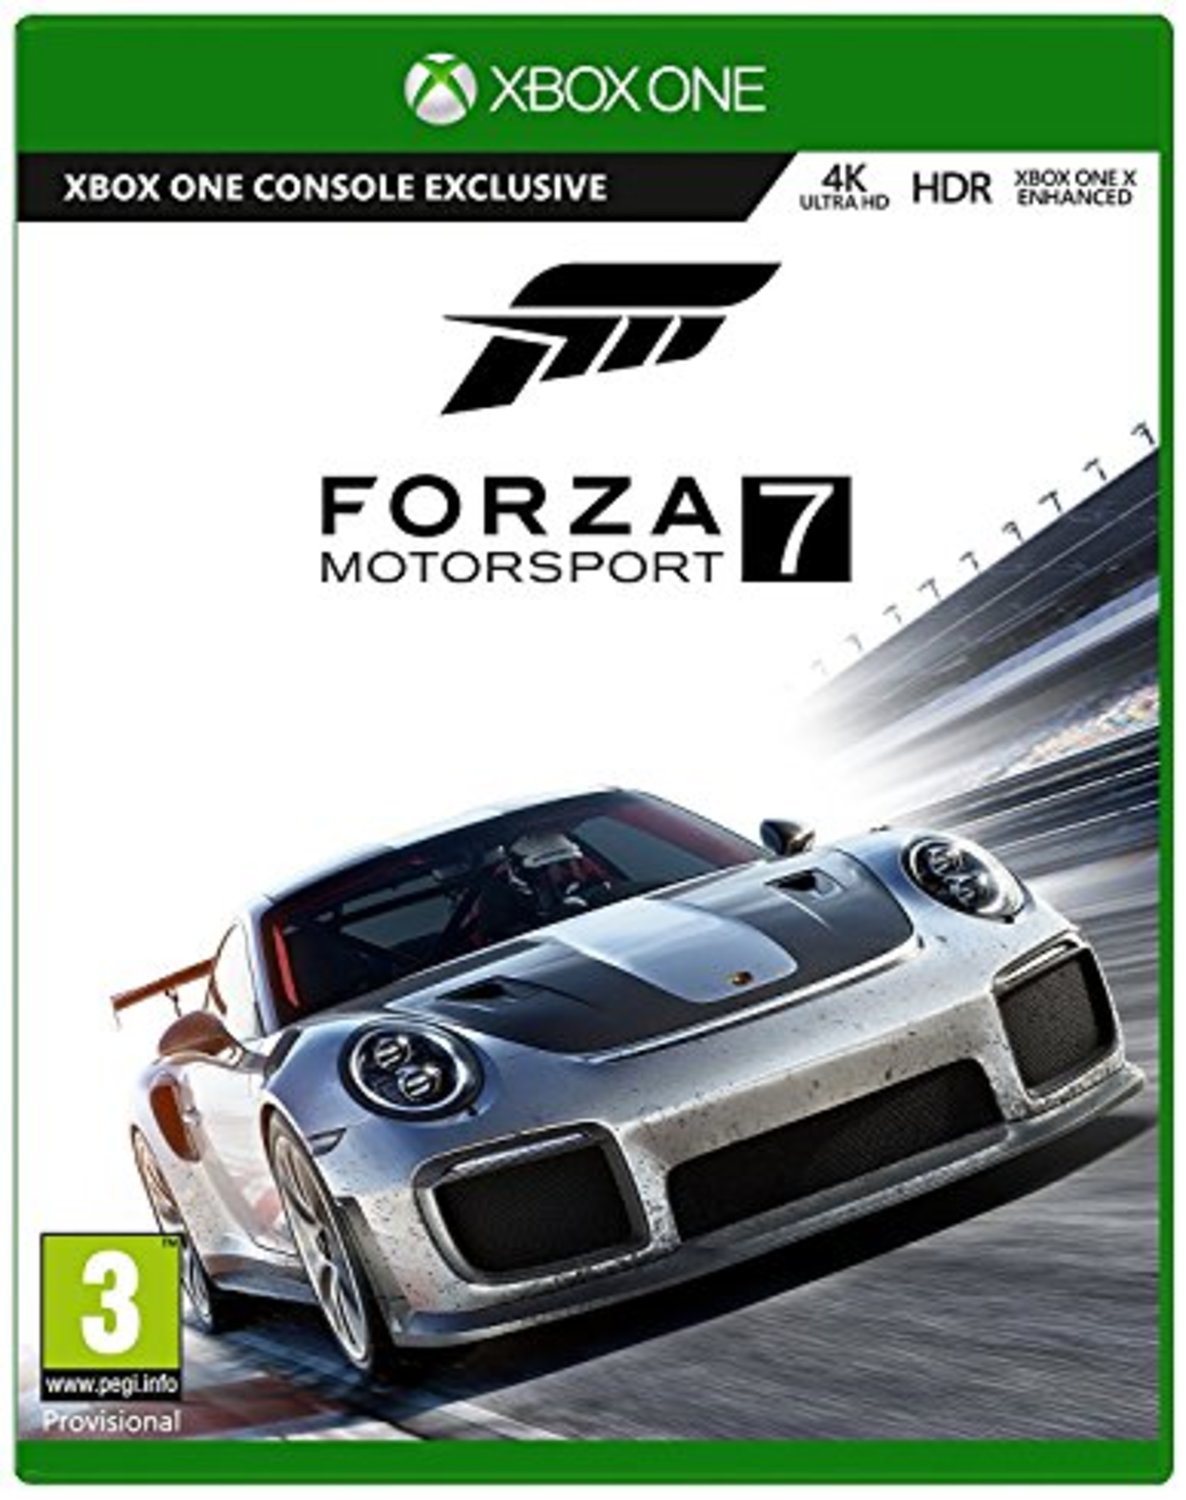 XBOX ONE
XBOX ONE CONSOLE EXCLUSIVE
4K
ULTRA HD
HDR
XBOX ONE X
ENHANCED
FORZA
MOTORSPORT
7
3
™
www.pegi.info
Provisional